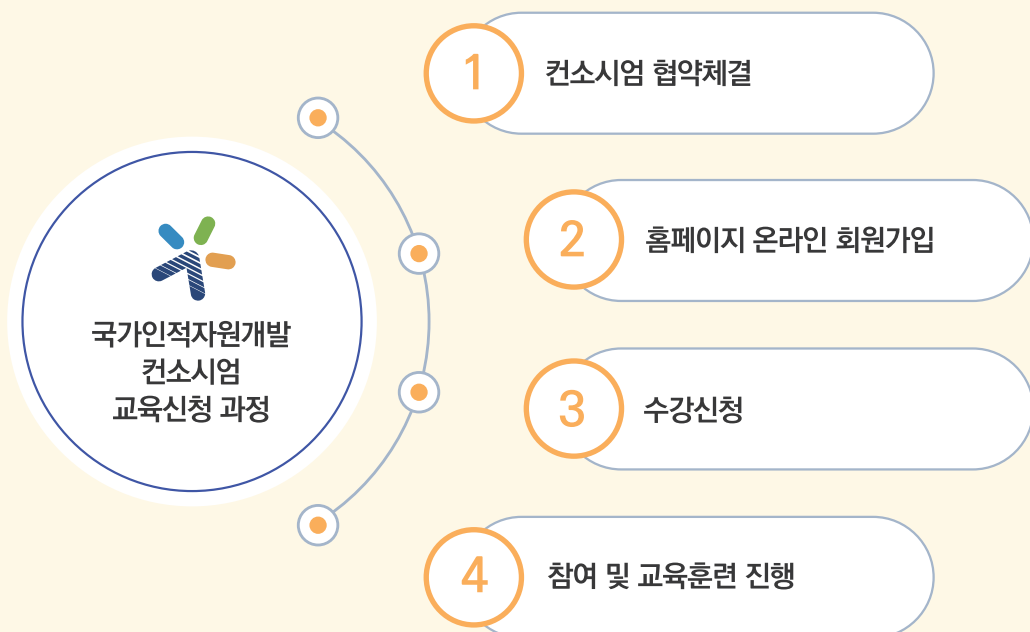 국가인적자원개발
컨소시엄
교육신청 과정
1 컨소시엄 협약체결
2 홈페이지 온라인 회원가입
3 수강신청
4 참여 및 교육훈련 진행